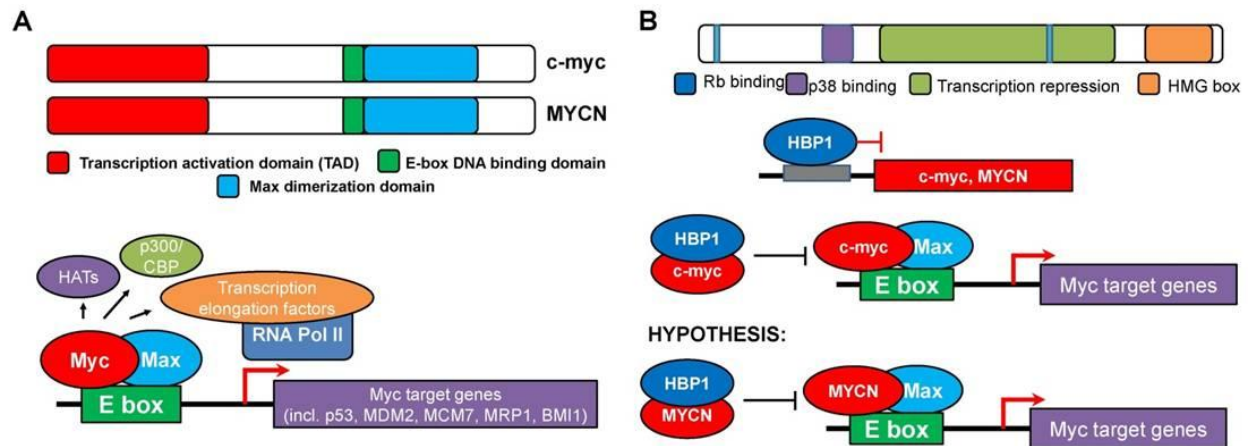 A
c-myc
MYCN
Transcription activation domain (TAD)
E-box DNA binding domain
Max dimerization domain
HATs
p300/
CBP
Transcription
elongation factors
RNA Pol II
Myc
Max
E box
Myc target genes
(incl. p53, MDM2, MCM7, MRP1, BMI1)
B
Rb binding
p38 binding
Transcription repression
HMG box
HBP1
c-myc, MYCN
HBP1
c-myc
c-myc
Max
E box
Myc target genes
HYPOTHESIS:
HBP1
MYCN
MYCN
Max
E box
Myc target genes